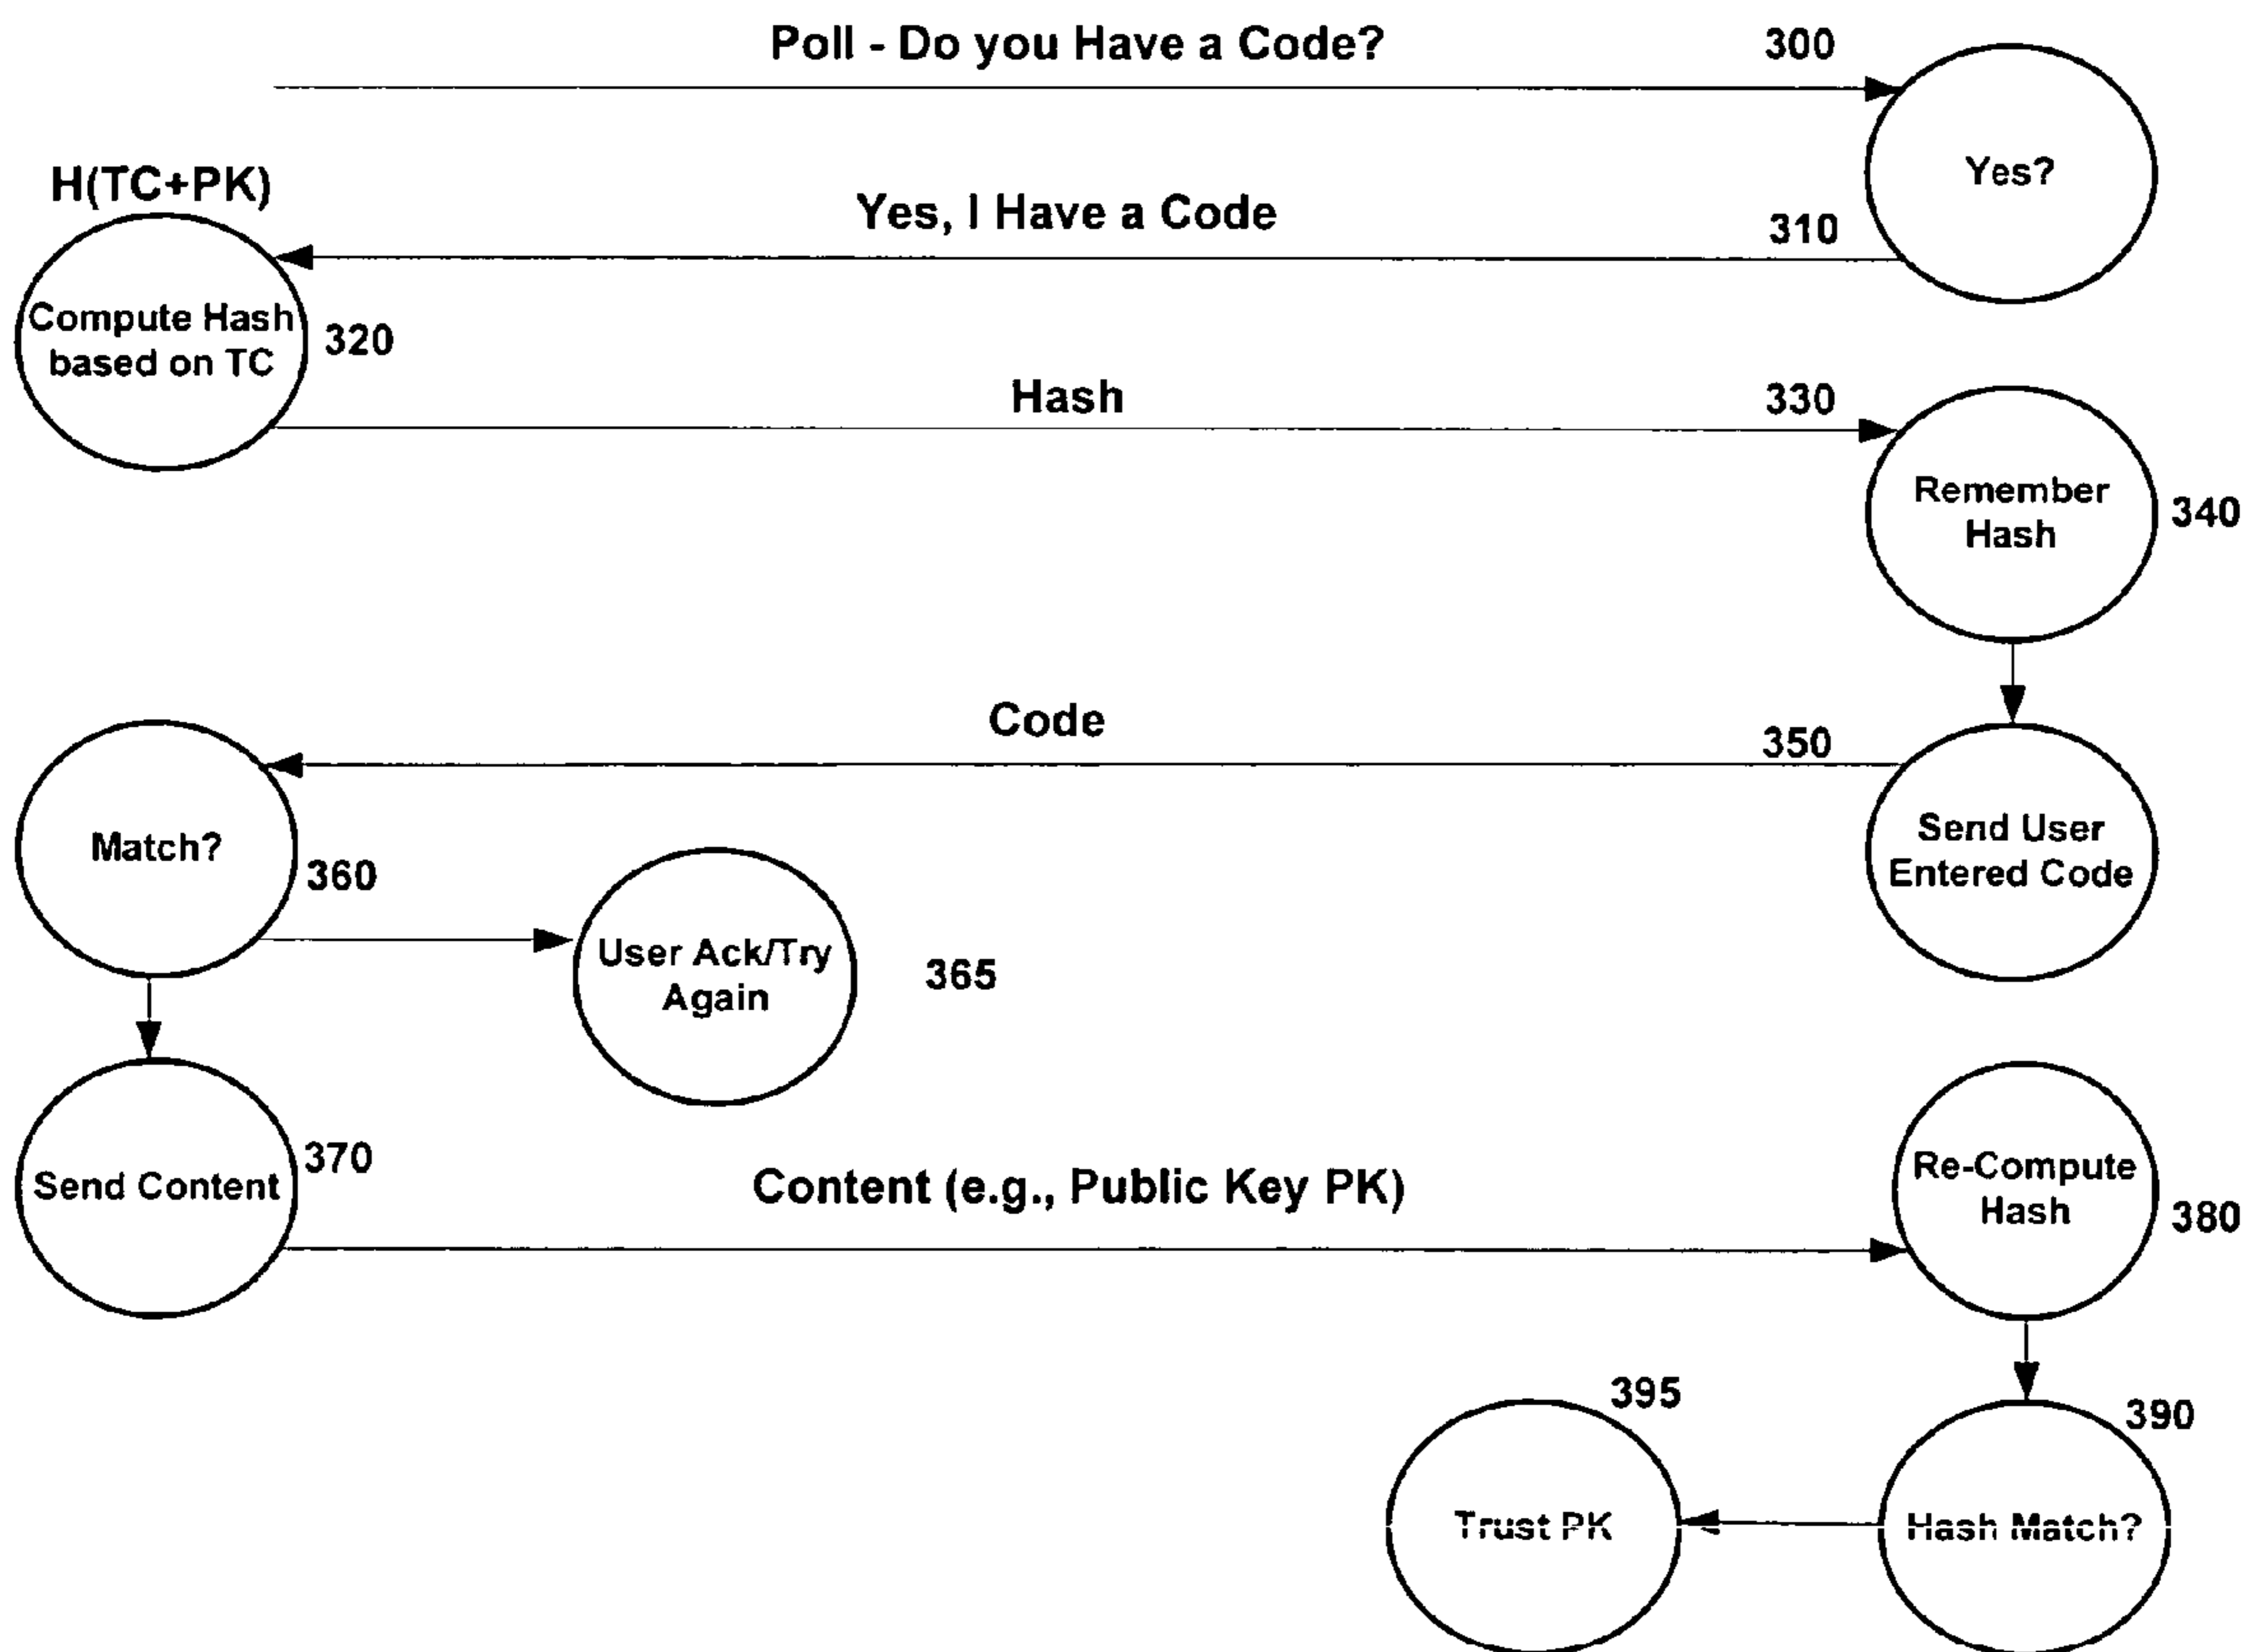 Poll - Do you Have a Code?
300
Yes?
H(TC+PK)
Yes, I Have a Code
310
Compute Hash
based on TC
320
Hash
330
Remember
Hash
340
Code
350
Match?
360
Send User
Entered Code
User Ack/Try
Again
365
Send Content
370
Content (e.g., Public Key PK)
Re-Compute
Hash
380
395
390
Trust PK
Hash Match?